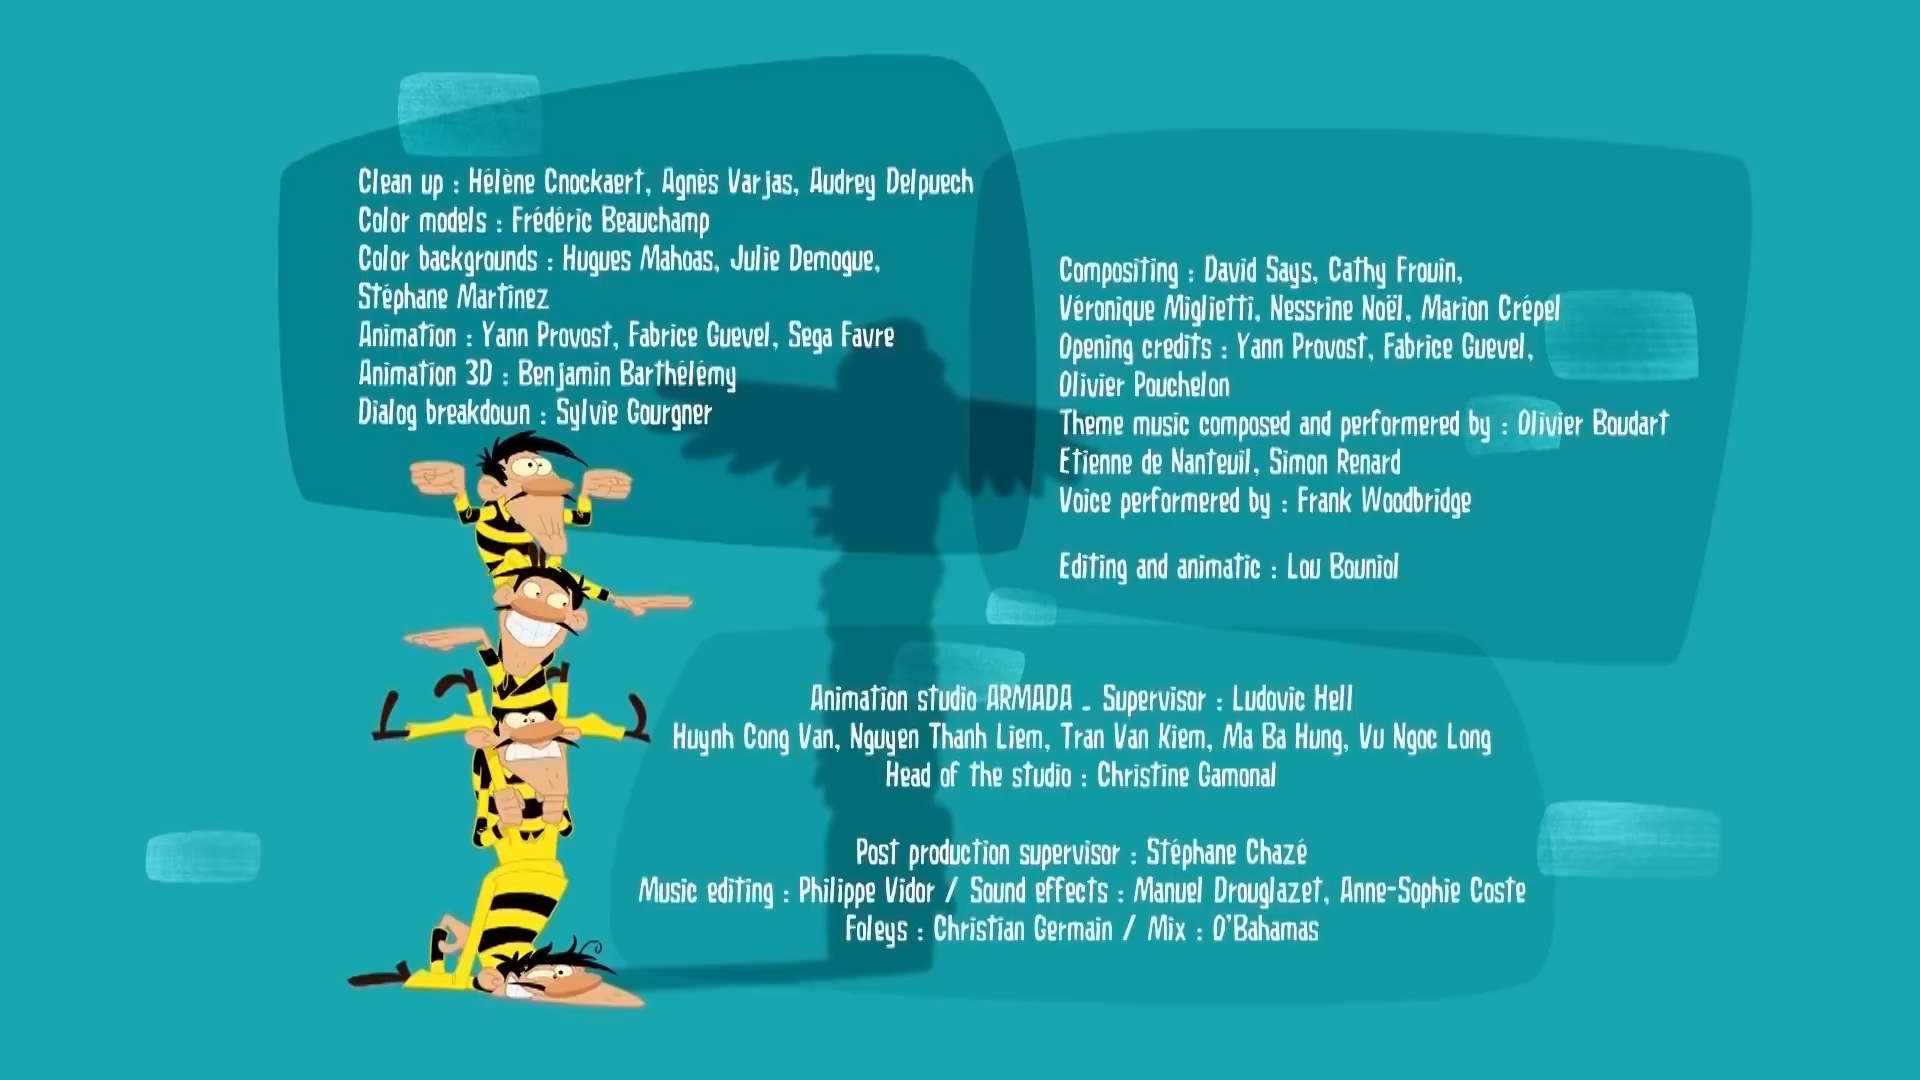 Clean up : Hélène Cnockaert, Agnès Varjas, Audrey Delpuech
Color models : Frédéric Beauchamp
Color backgrounds : Hugues Mahoas, Julie Demogue,
Stéphane Martinez
Animation : Yann Provost, Fabrice Guevel, Sega Favre
Animation 3D : Benjamin Barthélémy
Dialog breakdown : Sylvie Gourgner
Compositing : David Says, Cathy Frouin,
Véronique Miglietti, Nessrine Noël, Marion Crépel
Opening credits : Yann Provost, Fabrice Guevel,
Olivier Pouchelon
Theme music composed and performered by : Olivier Boudart
Etienne de Nanteuil, Simon Renard
Voice performered by : Frank Woodbridge
Editing and animatic : Lou Bouniol
Animation studio ARMADA - Supervisor : Ludovic Hell
Huynh Cong Van, Nguyen Thanh Liem, Tran Van Kiem, Ma Ba Hung, Vu Ngoc Long
Head of the studio : Christine Gamonal
Post production supervisor : Stéphane Chazé
Music editing : Philippe Vidor / Sound effects : Manuel Drouglazet, Anne-Sophie Coste
Foleys : Christian Germain / Mix : O'Bahamas